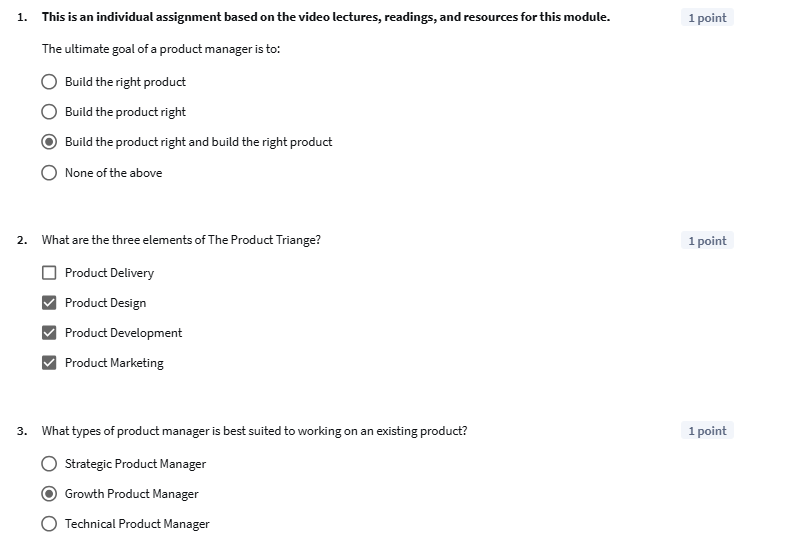 1. This is an individual assignment based on the video lectures, readings, and resources for this module. 1 point
The ultimate goal of a product manager is to:
Build the right product
Build the product right
Build the product right and build the right product
None of the above
2. What are the three elements of The Product Triange? 1 point
Product Delivery
Product Design
Product Development
Product Marketing
3. What types of product manager is best suited to working on an existing product? 1 point
Strategic Product Manager
Growth Product Manager
Technical Product Manager